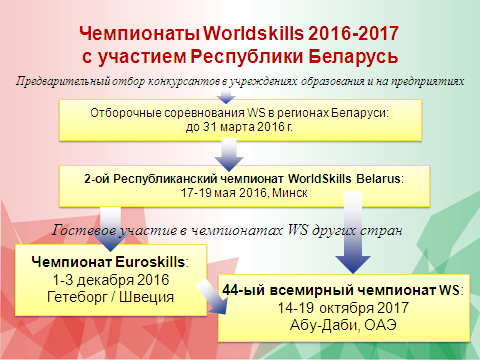 Чемпионаты Worldskills 2016-2017
с участием Республики Беларусь
Предварительный отбор конкурсантов в учреждениях образования и на предприятиях
Отборочные соревнования WS в регионах Беларуси:
до 31 марта 2016 г.
2-ой Республиканский чемпионат WorldSkills Belarus:
17-19 мая 2016, Минск
Гостевое участие в чемпионатах WS других стран
Чемпионат Euroskills:
1-3 декабря 2016
Гетеборг / Швеция
44-ый всемирный чемпионат WS:
14-19 октября 2017
Абу-Даби, ОАЭ